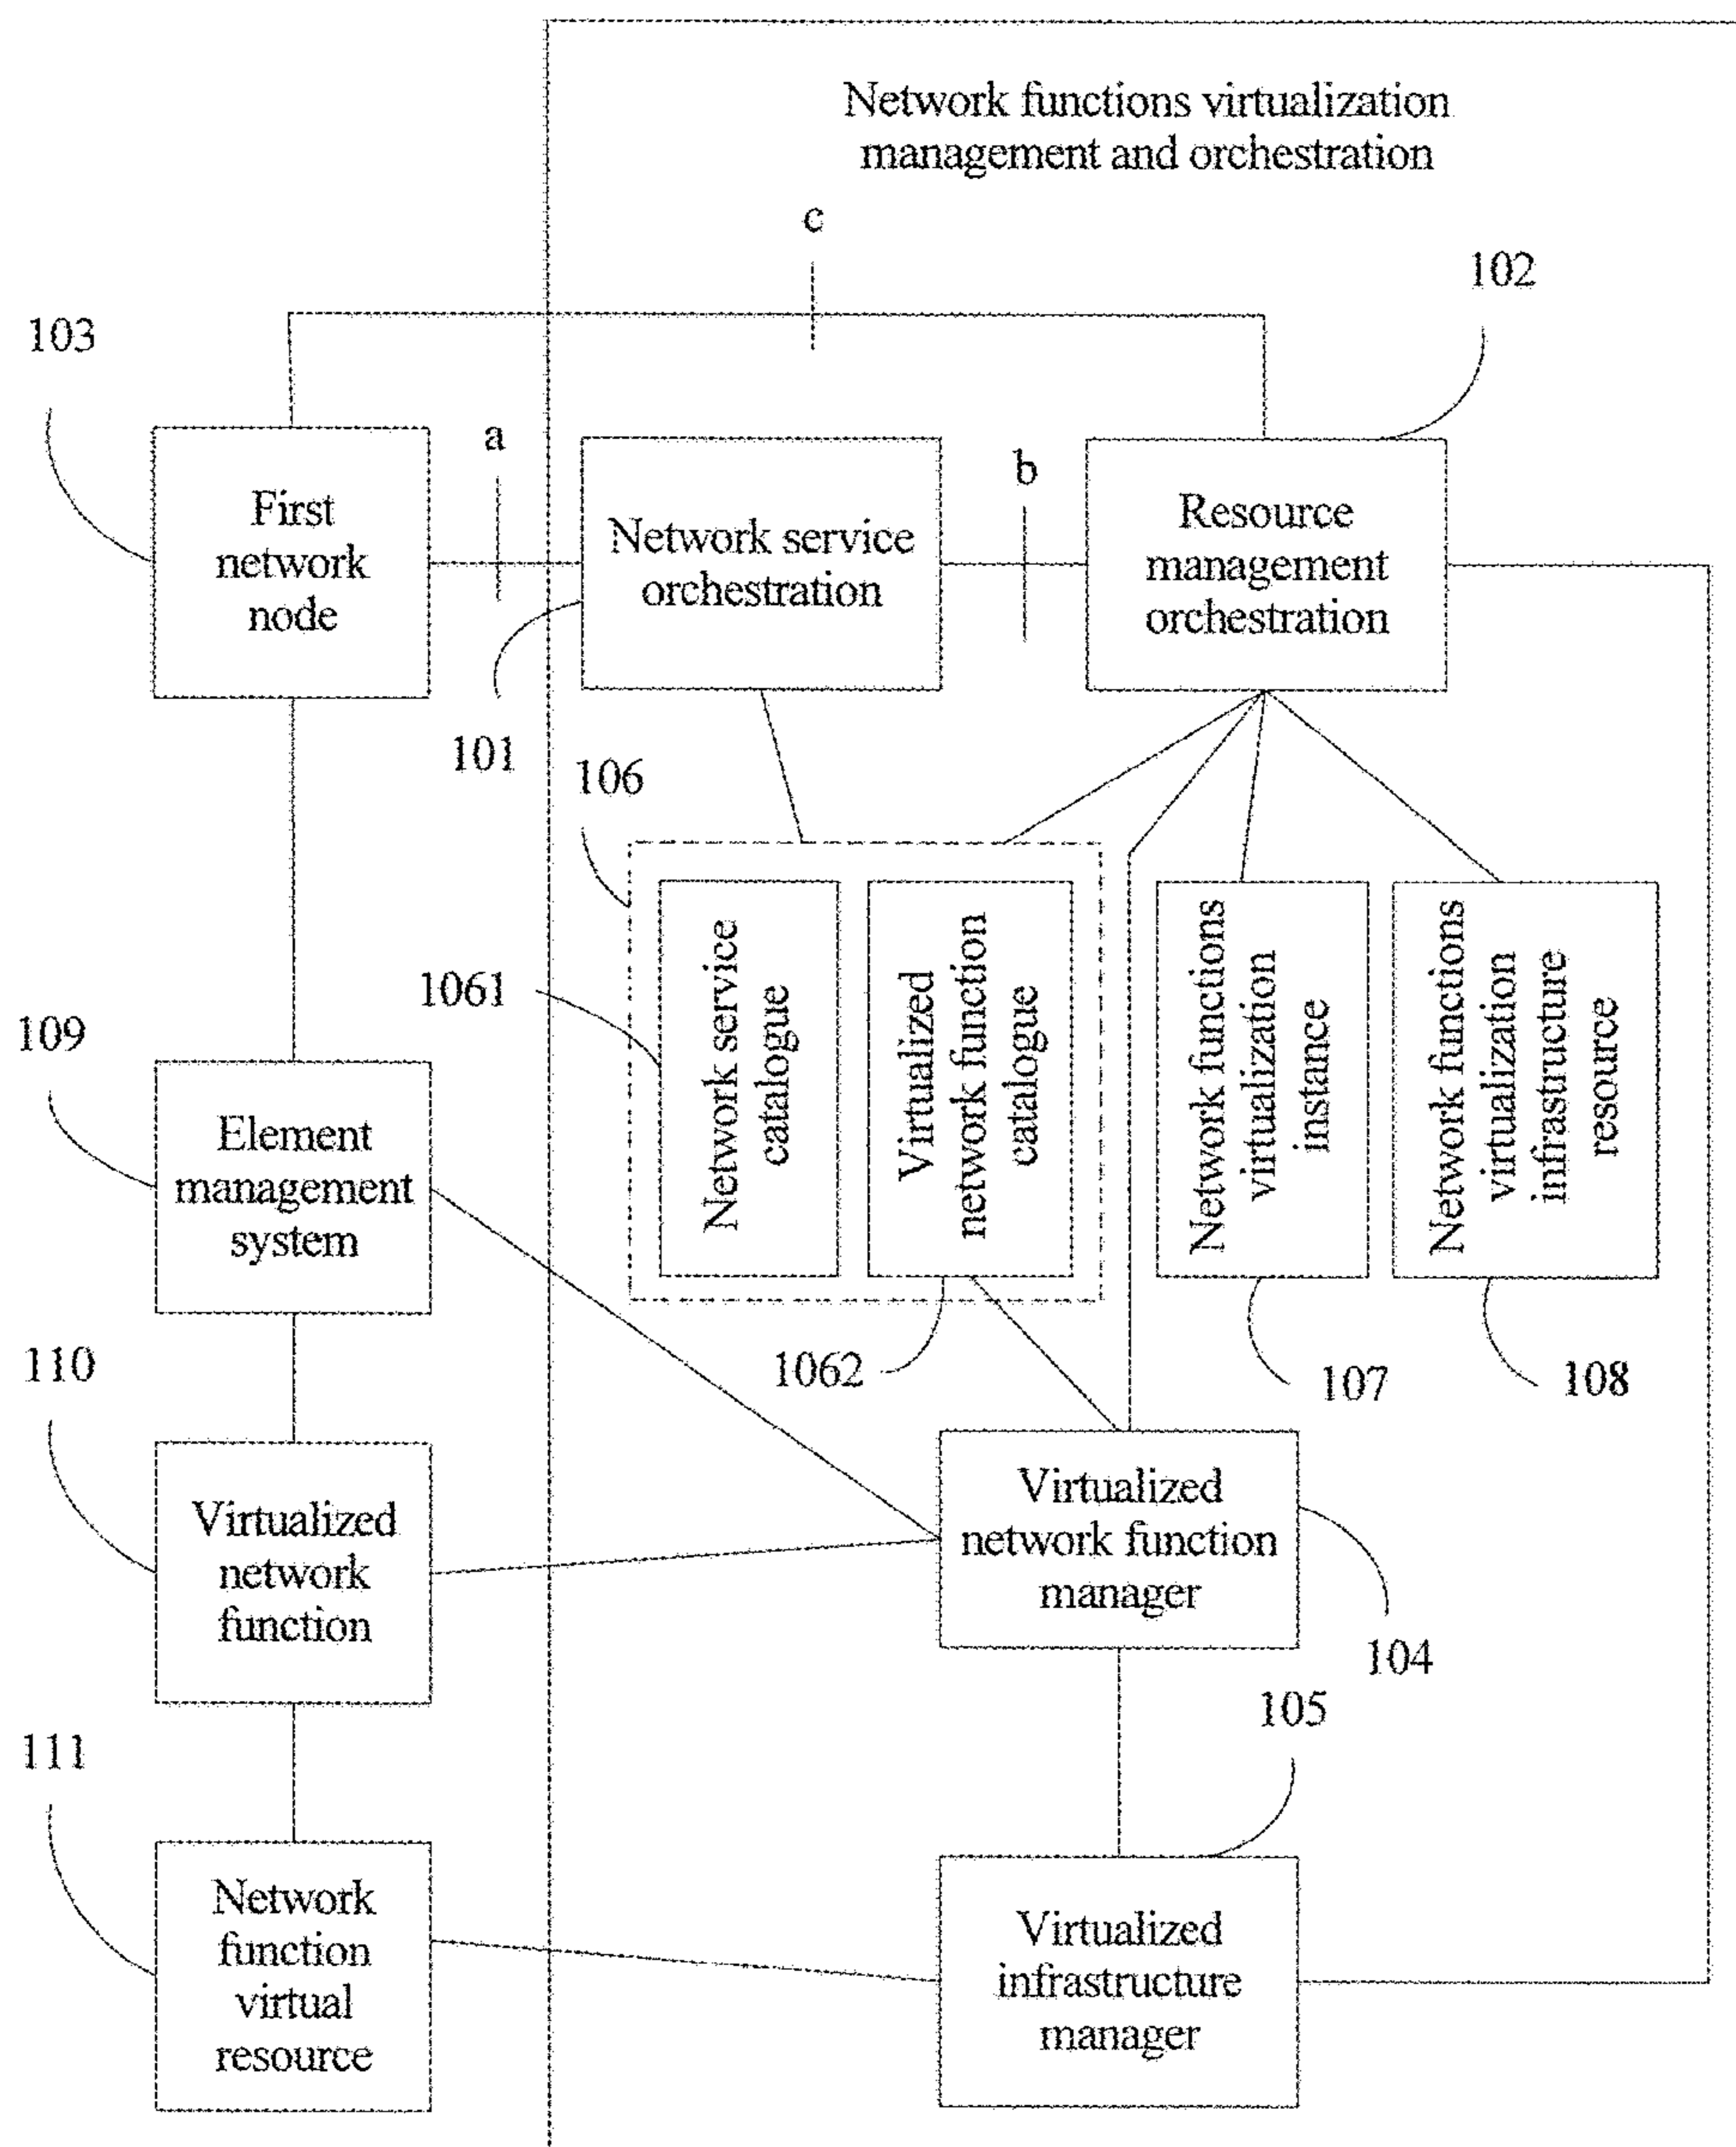 Network functions virtualization
management and orchestration
c
102
103
a
b
First
network
node
Network service
orchestration
Resource
management
orchestration
101
106
1061
Network service
catalogue
Virtualized
network function
catalogue
Network functions
virtualization
instance
Network functions
virtualization
infrastructure
resource
109
Element
management
system
1062
107
108
110
Virtualized
network
function
Virtualized
network function
manager
104
105
111
Network
function
virtual
resource
Virtualized
infrastructure
manager